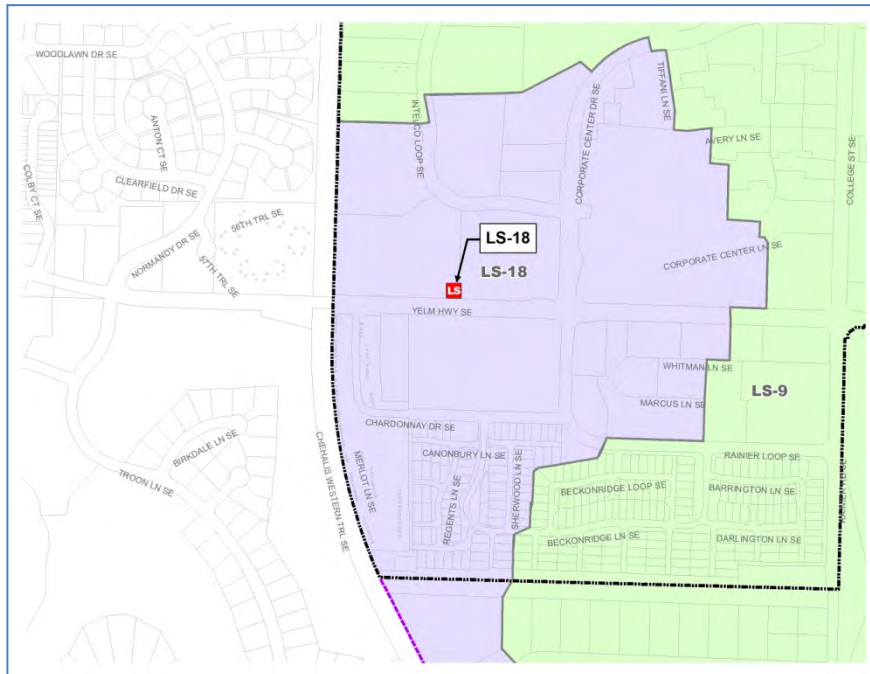 WOODLAWN DR SE
ANTON CT SE
COLBY CT SE
CLEARFIELD DR SE
56TH TRL SE
NORMANDY DR SE
57TH TRL SE
INTELCO LOOP SE
CORPORATE CENTER DR SE
TIFFANI LN SE
AVERY LN SE
COLLEGE ST SE
LS-18
LS-18
CORPORATE CENTER LN SE
LS
YELM HWY SE
WHITMAN LN SE
LS-9
MARCUS LN SE
CHARDONNAY DR SE
BIRKDALE LN SE
TROON LN SE
CHEHALIS WESTERN TRL SE
MERLOT LN SE
CANONBURY LN SE
REGENTS LN SE
SHERWOOD LN SE
RAINIER LOOP SE
BECKONRIDGE LOOP SE
BARRINGTON LN SE
BECKONRIDGE LN SE
DARLINGTON LN SE